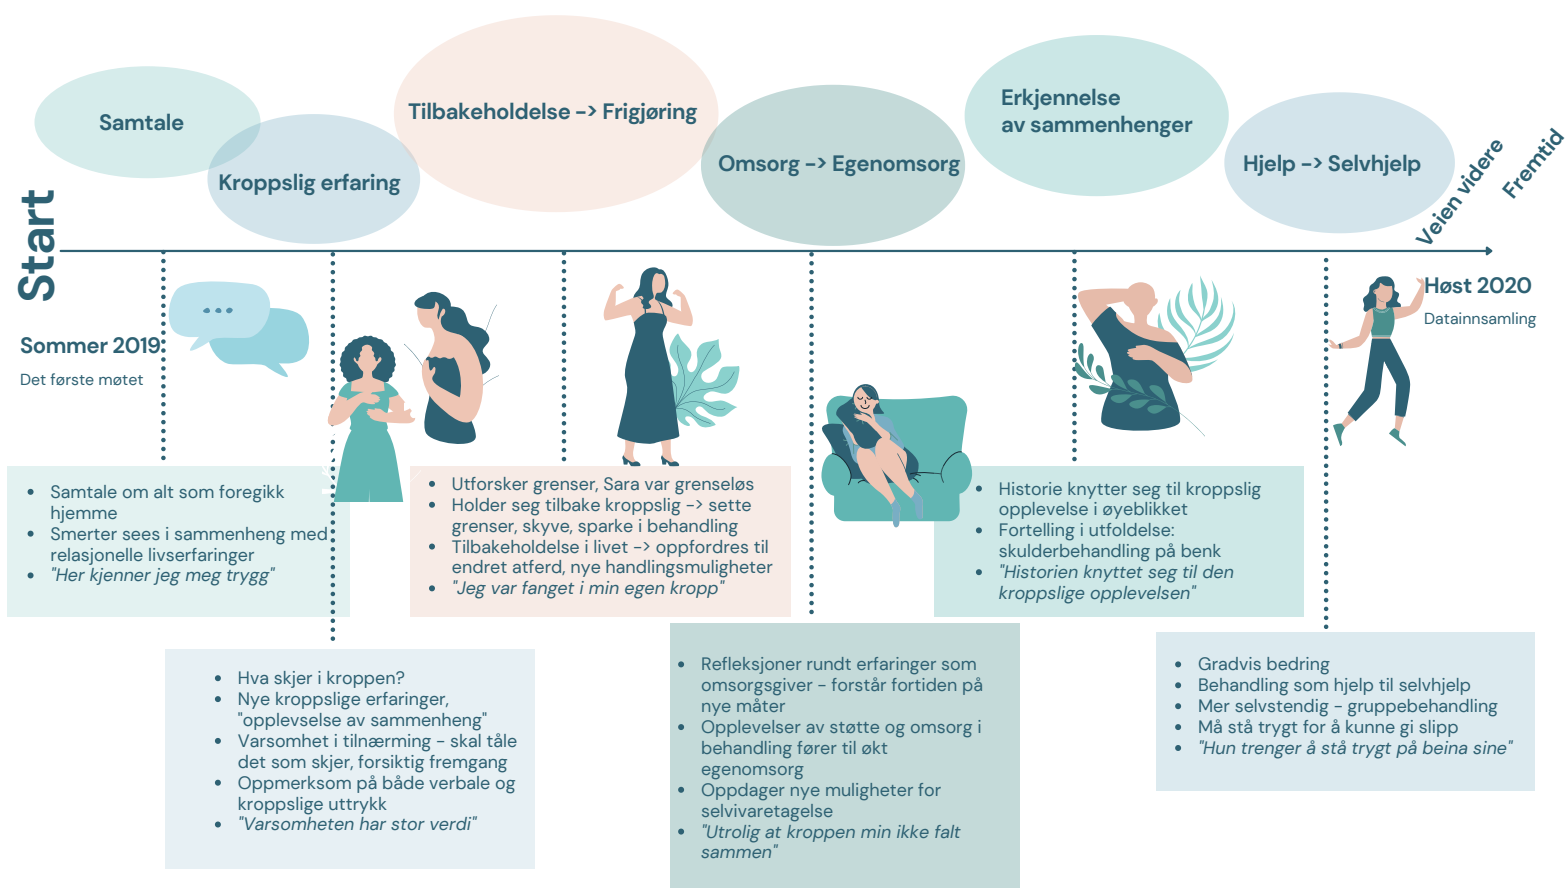 Samtale
Kroppslig erfaring
Tilbakeholdelse -> Frigjøring
Omsorg -> Egenomsorg
Erkjennelse
av sammenhenger
Hjelp -> Selvhjelp
Veien videre
Fremtid
Start
Sommer 2019
Det første møtet
Høst 2020
Datainnsamling
• Samtale om alt som foregikk
hjemme
• Smerter sees i sammenheng med
relasjonelle livserfaringer
• "Her kjenner jeg meg trygg"
• Hva skjer i kroppen?
• Nye kroppslige erfaringer,
"opplevselse av sammenheng"
• Varsomhet i tilnærming - skal tåle
det som skjer, forsiktig fremgang
• Oppmerksom på både verbale og
kroppslige uttrykk
• "Varsomheten har stor verdi"
• Utforsker grenser, Sara var grenseløs
• Holder seg tilbake kroppslig -> sette
grenser, skyve, sparke i behandling
• Tilbakeholdelse i livet -> oppfordres til
endret atferd, nye handlingsmuligheter
• "Jeg var fanget i min egen kropp"
• Refleksjoner rundt erfaringer som
omsorgsgiver - forstår fortiden på
nye måter
• Opplevelser av støtte og omsorg i
behandling fører til økt
egenomsorg
• Oppdager nye muligheter for
selvivaretagelse
• "Utrolig at kroppen min ikke falt
sammen"
• Historie knytter seg til kroppslig
opplevelse i øyeblikket
• Fortelling i utfoldelse:
skulderbehandling på benk
• "Historien knyttet seg til den
kroppslige opplevelsen"
• Gradvis bedring
• Behandling som hjelp til selvhjelp
• Mer selvstendig - gruppebehandling
• Må stå trygt for å kunne gi slipp
• "Hun trenger å stå trygt på beina sine"